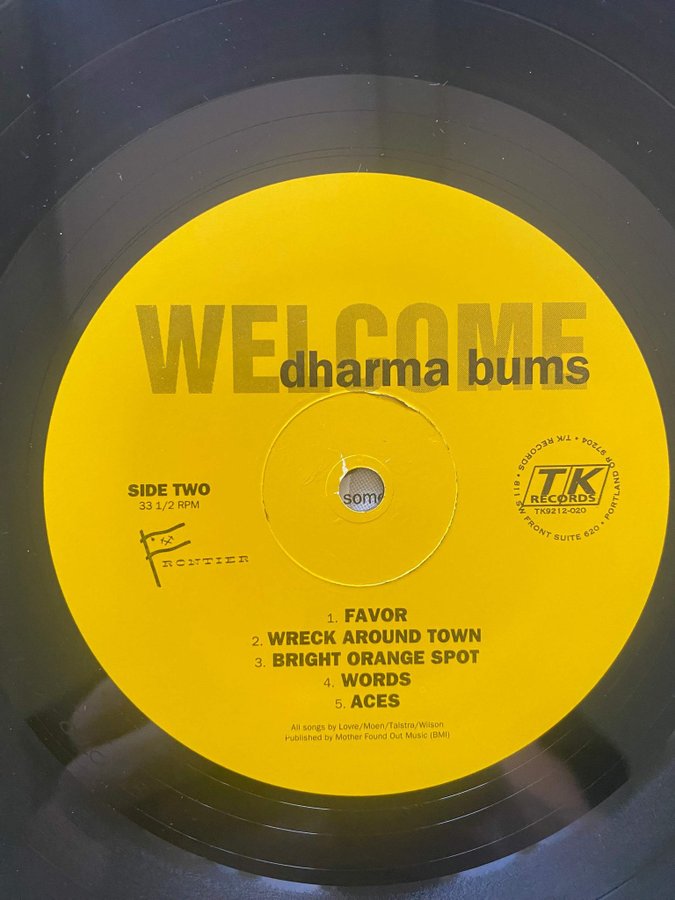 WELCOME
dharma bums
SIDE TWO
33 1/2 RPM
FRONTIER
T/K RECORDS • 811 SW FRONT SUITE 620 • PORTLAND OR 97204 •
TK
RECORDS
TK9212-020
some
1. FAVOR
2. WRECK AROUND TOWN
3. BRIGHT ORANGE SPOT
4. WORDS
5. ACES
All songs by Lovre/Moen/Talstra/Wilson
Published by Mother Found Out Music (BMI)